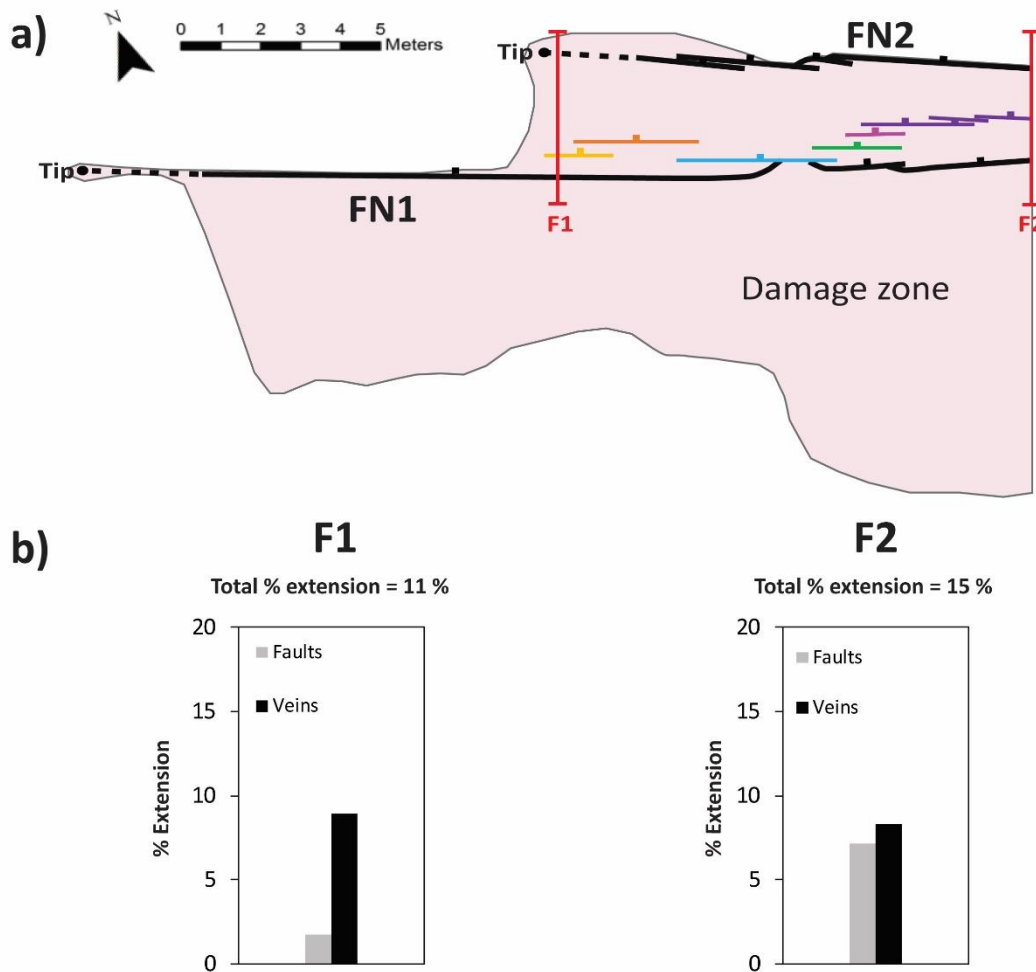 a)
N
0 1 2 3 4 5
Meters
Tip
FN2
Tip
FN1
F1
F2
Damage zone
b)
F1
F2
Total % extension = 11 %
Total % extension = 15 %
20
15
10
5
0
% Extension
Faults
Veins
20
15
10
5
0
% Extension
Faults
Veins